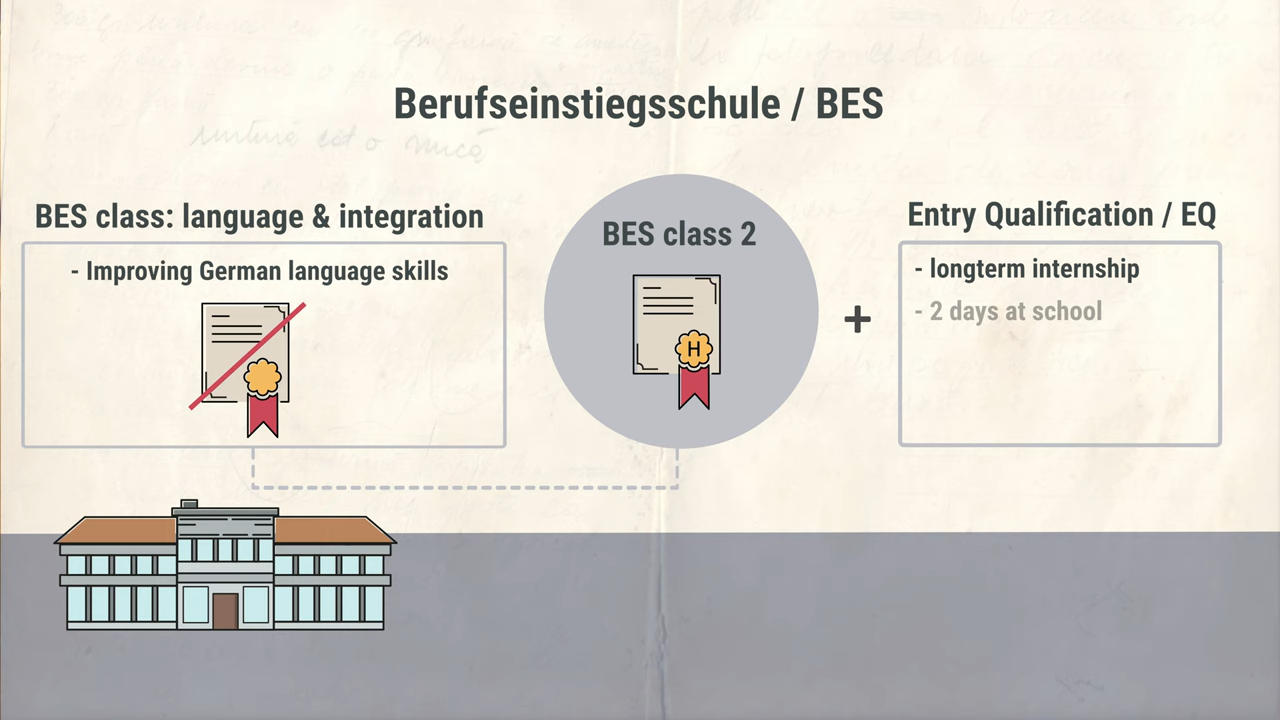 Berufseinstiegsschule / BES
BES class: language & integration
- Improving German language skills
BES class 2
H
+
Entry Qualification / EQ
- longterm internship
- 2 days at school